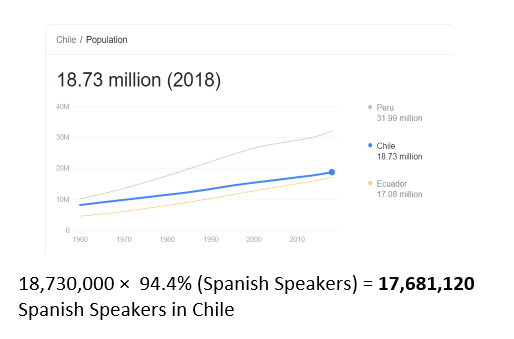 Chile / Population
18.73 million (2018)
40M
30M
20M
10M
0
1960 1970 1980 1990 2000 2010
Peru
31.99 million
Chile
18.73 million
Ecuador
17.08 million
18,730,000 × 94.4% (Spanish Speakers) = 17,681,120
Spanish Speakers in Chile